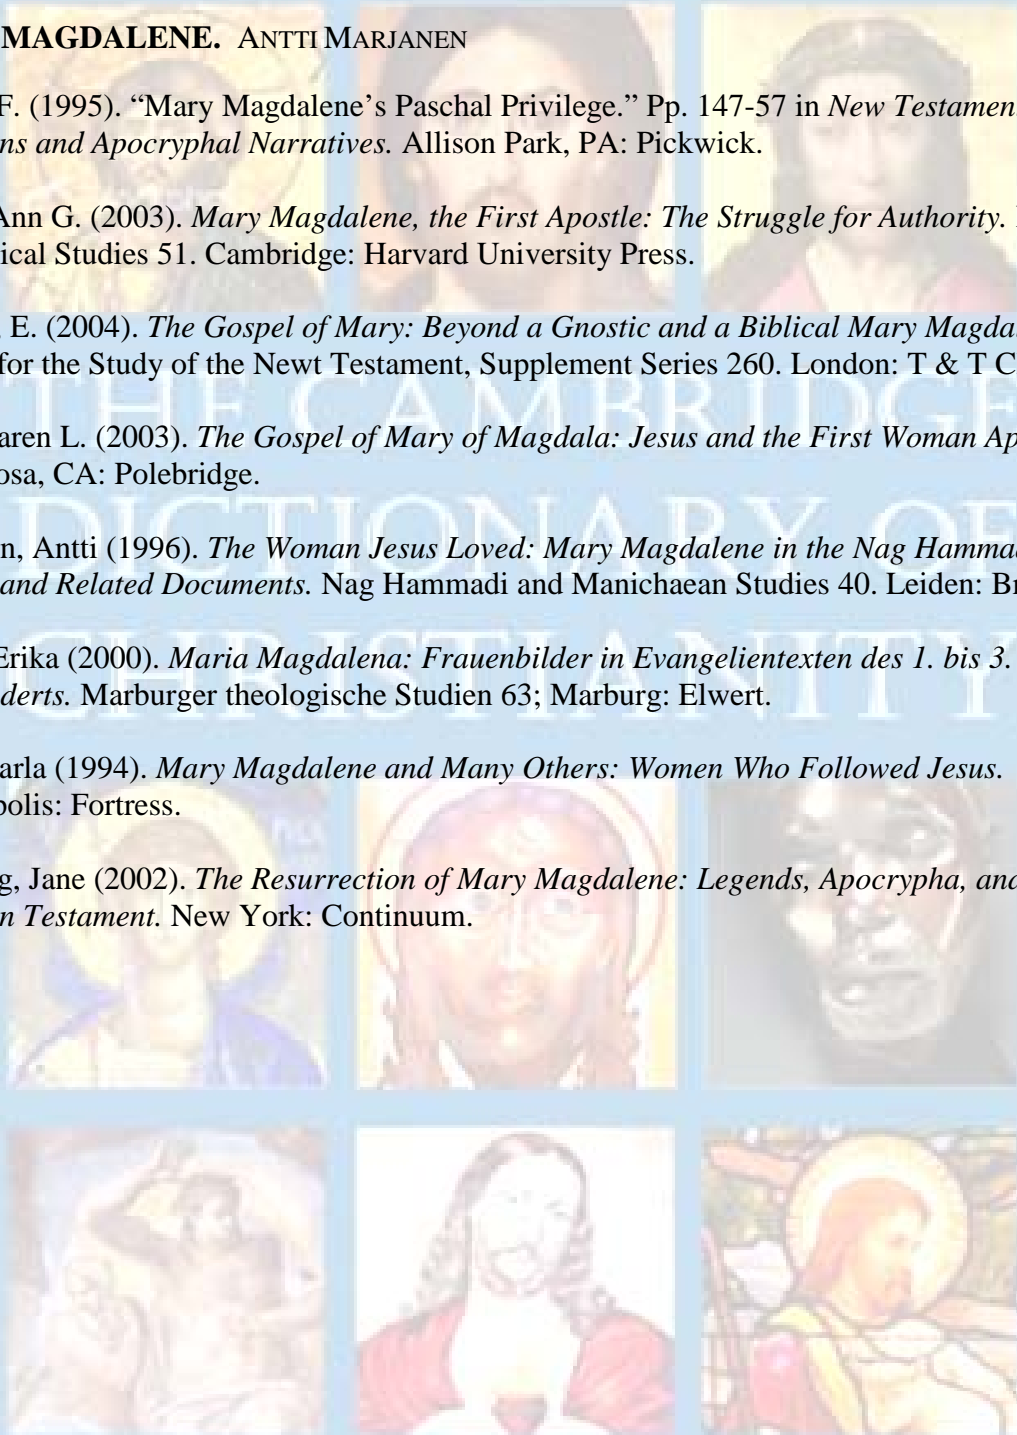 MAGDALENE. ANTTI MARJANEN
F. (1995). “Mary Magdalene’s Paschal Privilege.” Pp. 147-57 in New Testament
ns and Apocryphal Narratives. Allison Park, PA: Pickwick.
Ann G. (2003). Mary Magdalene, the First Apostle: The Struggle for Authority.
ical Studies 51. Cambridge: Harvard University Press.
E. (2004). The Gospel of Mary: Beyond a Gnostic and a Biblical Mary Magda
for the Study of the Newt Testament, Supplement Series 260. London: T & T C
aren L. (2003). The Gospel of Mary of Magdala: Jesus and the First Woman Ap
osa, CA: Polebridge.
THE CAMBRIDGE
DICTIONARY OF
n, Antti (1996). The Woman Jesus Loved: Mary Magdalene in the Nag Hamma
and Related Documents. Nag Hammadi and Manichaean Studies 40. Leiden: Br
CHRISTIANITY
Erika (2000). Maria Magdalena: Frauenbilder in Evangelientexten des 1. bis 3.
derts. Marburger theologische Studien 63; Marburg: Elwert.
arla (1994). Mary Magdalene and Many Others: Women Who Followed Jesus.
polis: Fortress.
g, Jane (2002). The Resurrection of Mary Magdalene: Legends, Apocrypha, and
n Testament. New York: Continuum.